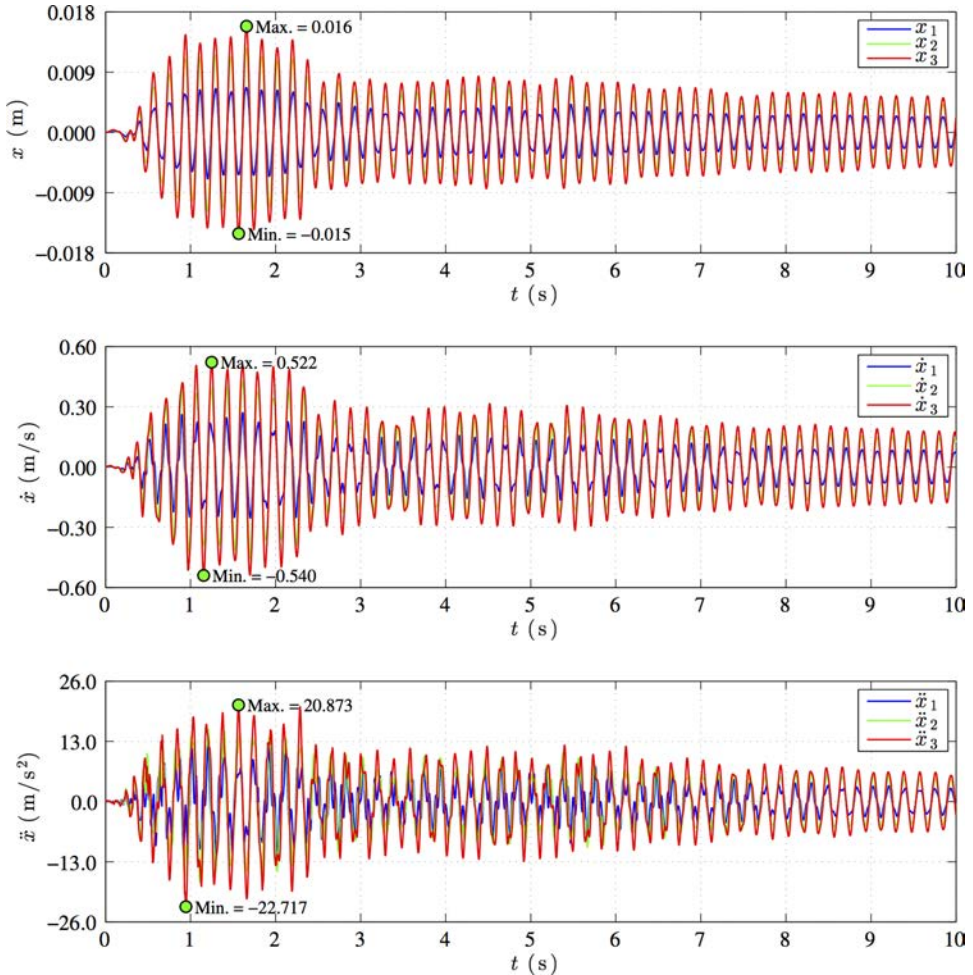 0.018
0.009
0.000
−0.009
−0.018
x (m)
Max. = 0.016
Min. = −0.015
x1
x2
x3
0 1 2 3 4 5 6 7 8 9 10
t (s)
0.60
0.30
0.00
−0.30
−0.60
ẋ (m/s)
Max. = 0.522
Min. = −0.540
ẋ1
ẋ2
ẋ3
0 1 2 3 4 5 6 7 8 9 10
t (s)
26.0
13.0
0.0
−13.0
−26.0
ẍ (m/s²)
Max. = 20.873
Min. = −22.717
ẍ1
ẍ2
ẍ3
0 1 2 3 4 5 6 7 8 9 10
t (s)